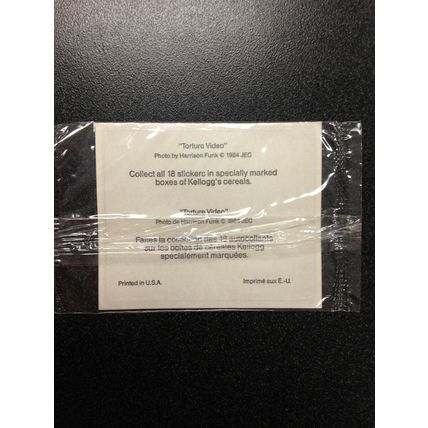 "Torture Video"
Photo by Harrison Funk © 1984 JEC
Collect all 18 stickers in specially marked
boxes of Kellogg's cereals.
"Torture Video"
Photo de Harrison Funk © 1984 JEC
Faites la collection des 18 autocollants
sur les boîtes de céréales Kellogg
spécialement marquées.
Printed in U.S.A.
Imprimé aux É.-U.